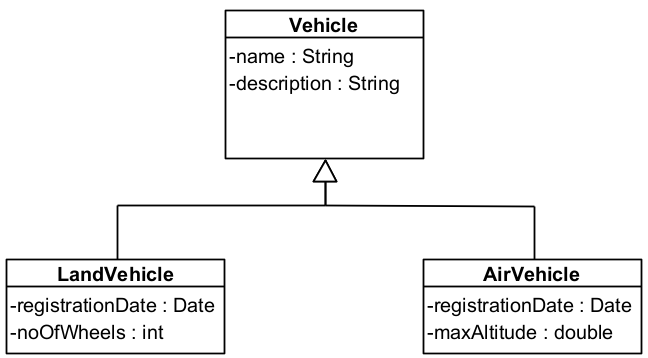 Vehicle
-name : String
-description : String
LandVehicle
-registrationDate : Date
-noOfWheels : int
AirVehicle
-registrationDate : Date
-maxAltitude : double